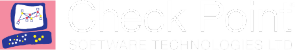 Check Point
SOFTWARE TECHNOLOGIES LTD